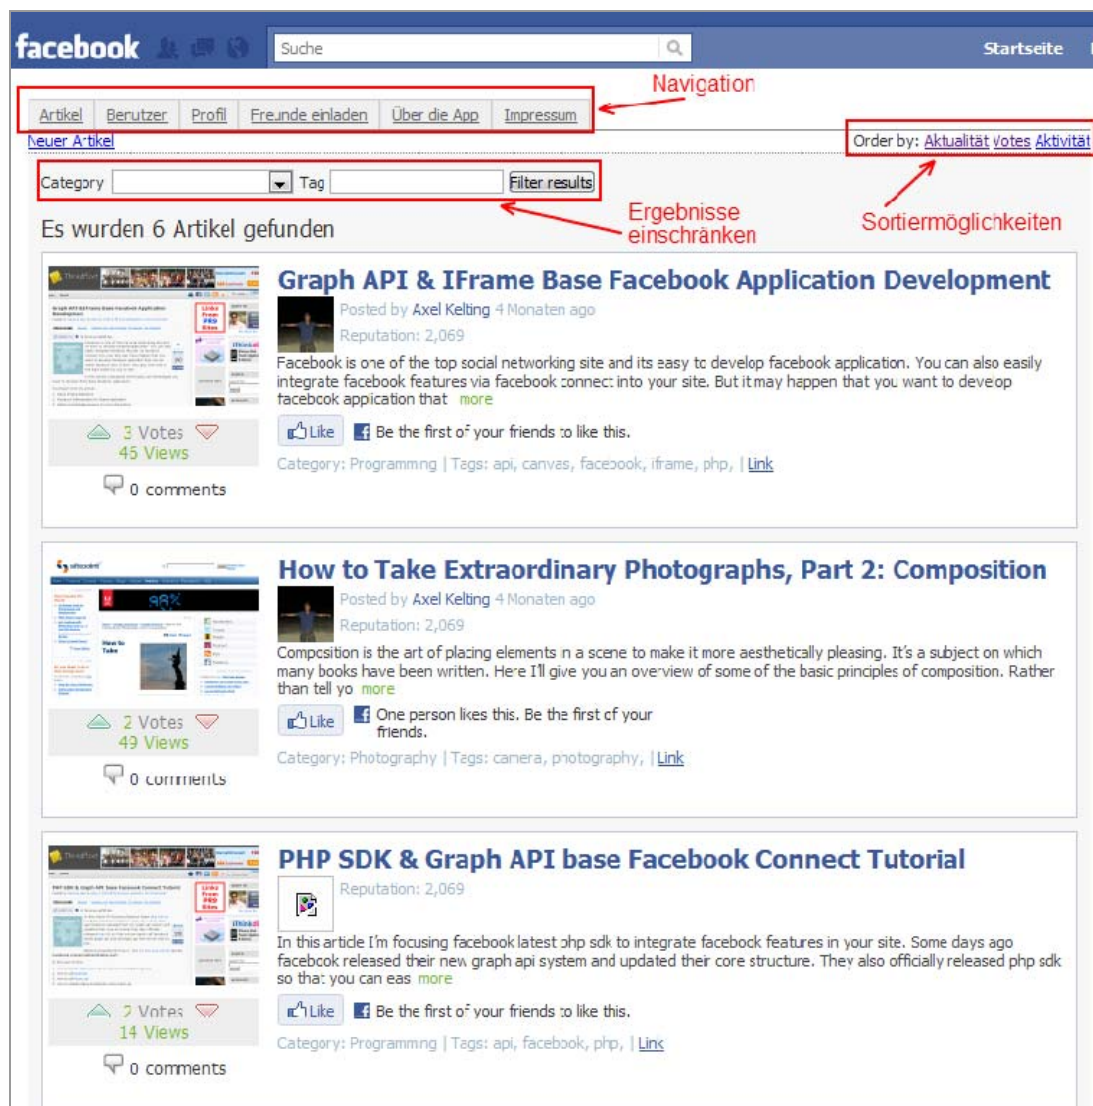 facebook
Suche
Startseite
Navigation
Artikel Benutzer Profil Freunde einladen Über die App Impressum
Neuer Artikel
Order by: Aktualität Votes Aktivität
Category
Tag
Filter results
Ergebnisse
einschränken
Sortiermöglichkeiten
Es wurden 6 Artikel gefunden
Graph API & IFrame Base Facebook Application Development
Posted by Axel Kelting 4 Monaten ago
Reputation: 2,069
Facebook is one of the top social networking site and its easy to develop facebook application. You can also easily
integrate facebook features via facebook connect into your site. But it may happen that you want to deveop
facebook application that more
3 Votes
45 Views
0 comments
Like
Be the first of your friends to like this.
Category: Programming | Tags: api, canvas, facebook, iframe, php, | Link
How to Take Extraordinary Photographs, Part 2: Composition
Posted by Axel Kelting 4 Monaten ago
Reputation: 2,069
Composition is the art of placing elements in a scene to make it more aesthetically pleasing. It's a subject on which
many books have been written. Here I'll give you an overview of some of the basic principles of composition. Rather
than tell yo more
2 Votes
49 Views
0 comments
Like
One person likes this. Be the first of your
friends.
Category: Photography | Tags: camera, photography, | Link
PHP SDK & Graph API base Facebook Connect Tutorial
Reputation: 2,069
In this article I'm focusing facebook latest php sdk to integrate facebook features in your site. Some days ago
facebook released their new graph api system and updated their core structure. They also officially released php sdk
so that you can eas more
2 Votes
14 Views
0 comments
Like
Be the first of your friends to like this.
Category: Programming | Tags: api, facebook, php, | Link